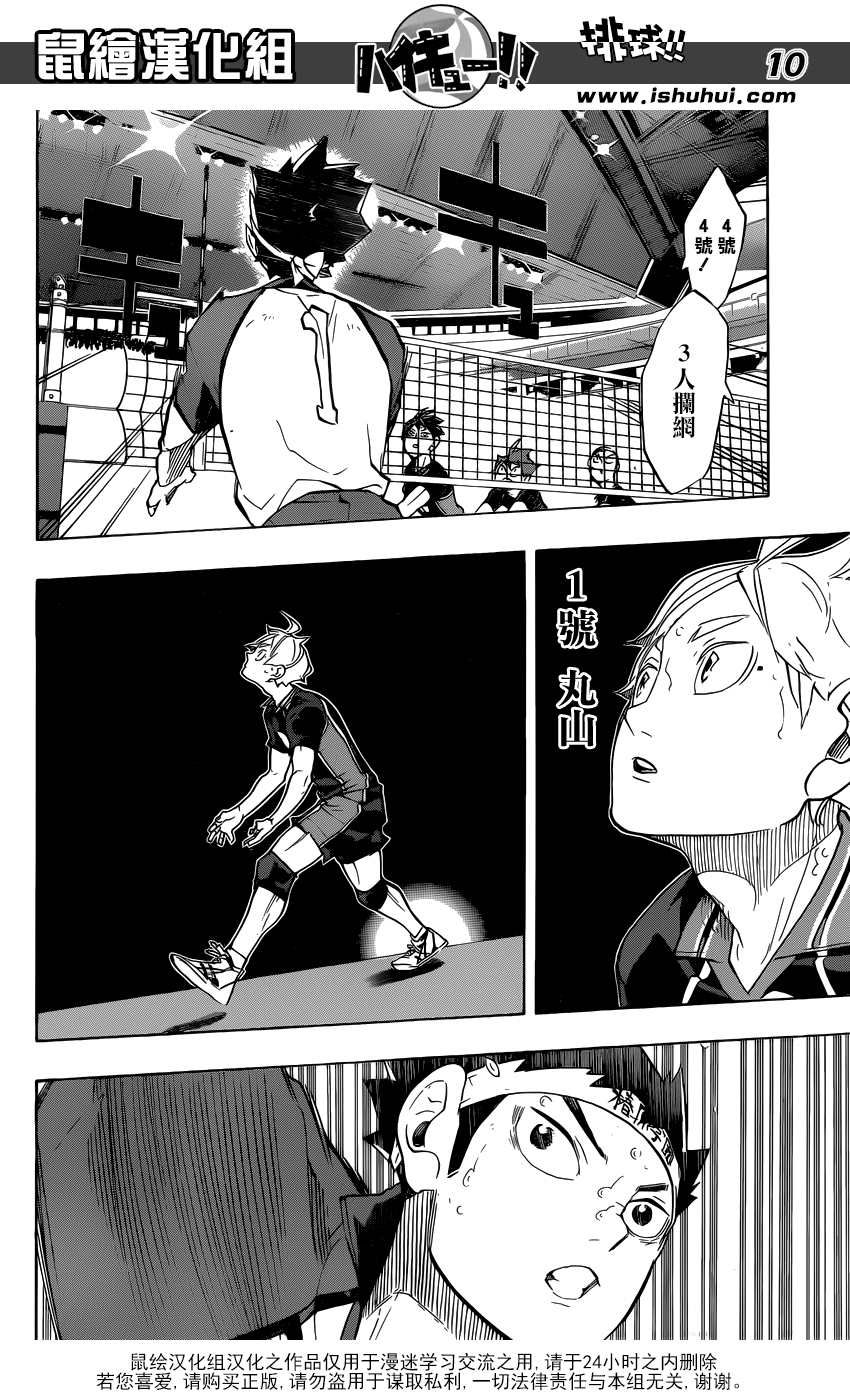 鼠繪漢化組
ハイキュー!!
排球!!
10
www.ishuhui.com
4號
4號!
3人攔網
1
1號 丸山
鼠绘汉化组汉化之作品仅用于漫迷学习交流之用, 请于24小时之内删除
若您喜爱, 请购买正版, 请勿用于谋取私利, 一切法律责任与本组无关, 谢谢。